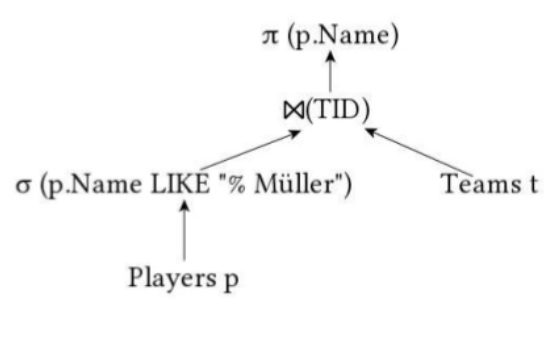 π (p.Name)
⋈(TID)
σ (p.Name LIKE "% Müller")
Teams t
Players p